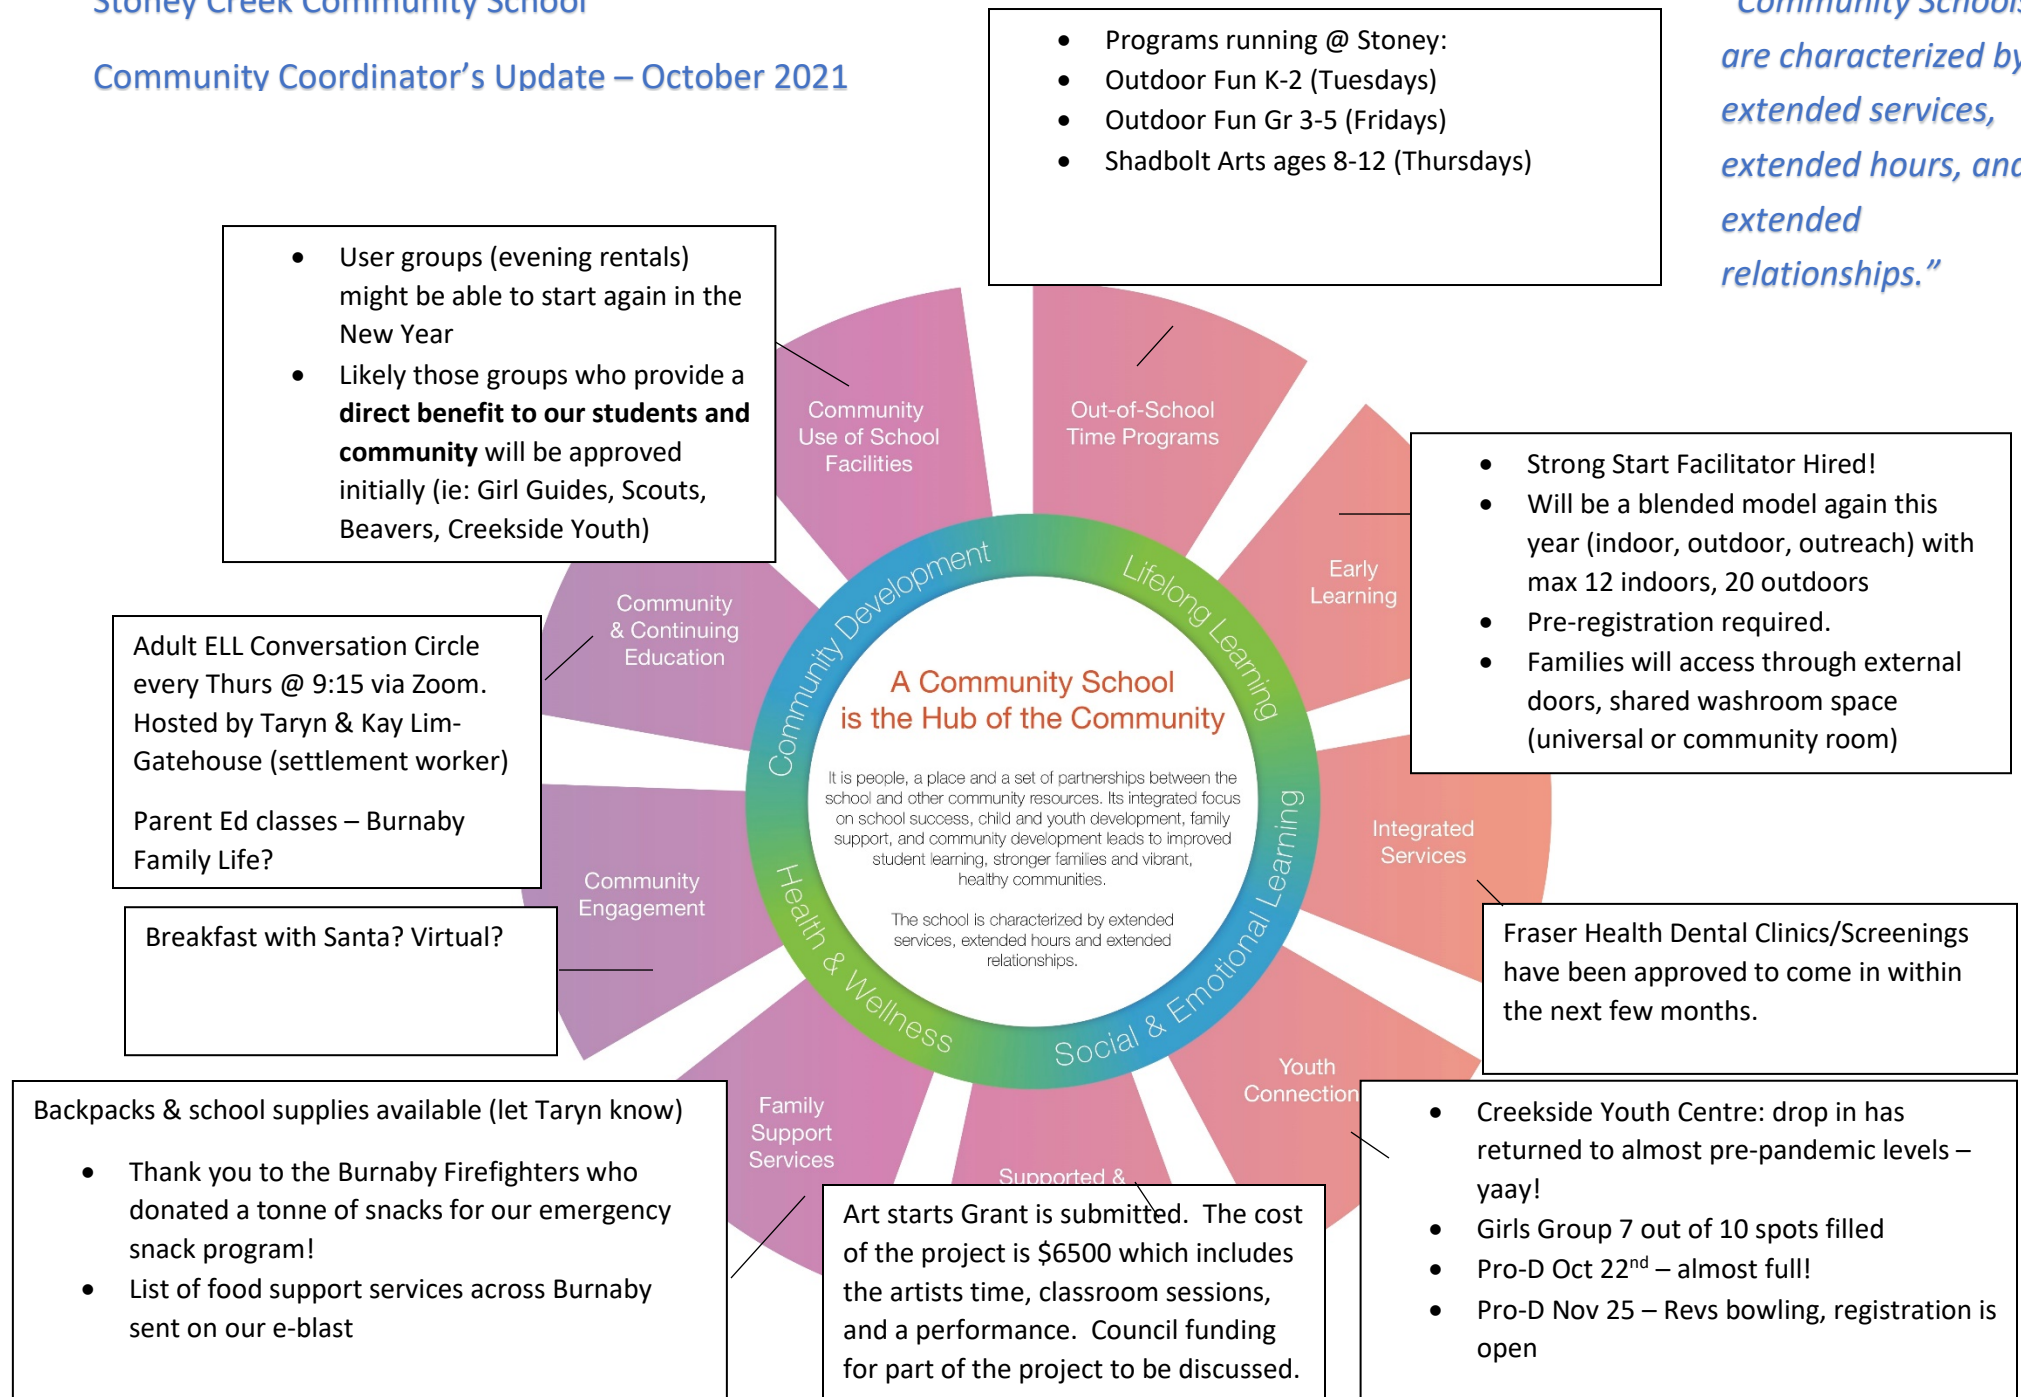 Stoney Creek Community School
Community Coordinator's Update – October 2021
"Community Schools
are characterized by
extended services,
extended hours, and
extended
relationships."
• Programs running @ Stoney:
• Outdoor Fun K-2 (Tuesdays)
• Outdoor Fun Gr 3-5 (Fridays)
• Shadbolt Arts ages 8-12 (Thursdays)
• User groups (evening rentals)
might be able to start again in the
New Year
• Likely those groups who provide a
direct benefit to our students and
community will be approved
initially (ie: Girl Guides, Scouts,
Beavers, Creekside Youth)
Community
Use of School
Facilities
Out-of-School
Time Programs
• Strong Start Facilitator Hired!
• Will be a blended model again this
year (indoor, outdoor, outreach) with
max 12 indoors, 20 outdoors
• Pre-registration required.
• Families will access through external
doors, shared washroom space
(universal or community room)
Early
Learning
Community
& Continuing
Education
Adult ELL Conversation Circle
every Thurs @ 9:15 via Zoom.
Hosted by Taryn & Kay Lim-
Gatehouse (settlement worker)
Parent Ed classes – Burnaby
Family Life?
Community Development
Lifelong Learning
Social & Emotional Learning
Health & Wellness
A Community School
is the Hub of the Community
It is people, a place and a set of partnerships between the
school and other community resources. Its integrated focus
on school success, child and youth development, family
support, and community development leads to improved
student learning, stronger families and vibrant,
healthy communities.
The school is characterized by extended
services, extended hours and extended
relationships.
Integrated
Services
Community
Engagement
Breakfast with Santa? Virtual?
Fraser Health Dental Clinics/Screenings
have been approved to come in within
the next few months.
Youth
Connection
Family
Support
Services
Supported &
Backpacks & school supplies available (let Taryn know)
• Thank you to the Burnaby Firefighters who
donated a tonne of snacks for our emergency
snack program!
• List of food support services across Burnaby
sent on our e-blast
Art starts Grant is submitted. The cost
of the project is $6500 which includes
the artists time, classroom sessions,
and a performance. Council funding
for part of the project to be discussed.
• Creekside Youth Centre: drop in has
returned to almost pre-pandemic levels –
yaay!
• Girls Group 7 out of 10 spots filled
• Pro-D Oct 22nd – almost full!
• Pro-D Nov 25 – Revs bowling, registration is
open